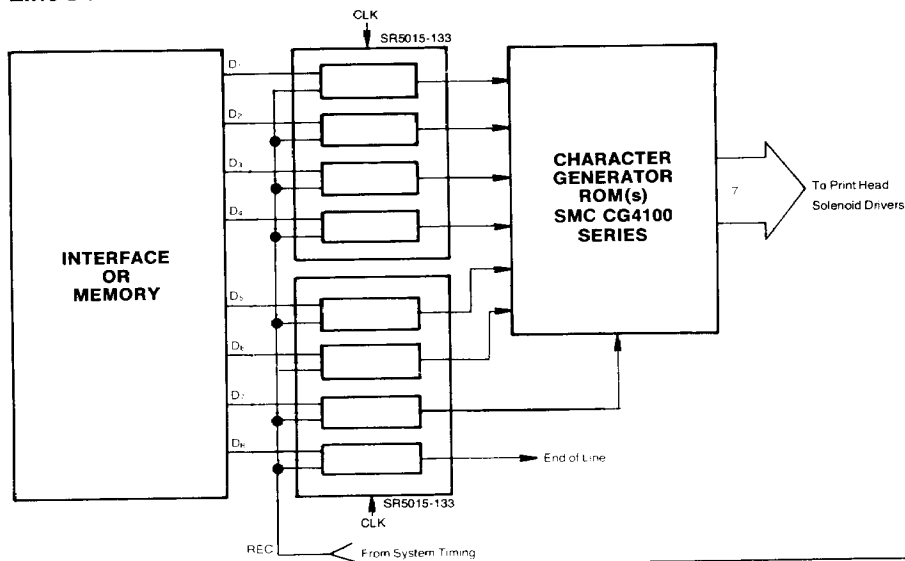 CLK
SR5015-133
D1
D2
D3
D4
INTERFACE
OR
MEMORY
CHARACTER
GENERATOR
ROM(s)
SMC CG4100
SERIES
7
To Print Head
Solenoid Drivers
D5
D6
D7
D8
End of Line
SR5015-133
CLK
REC
From System Timing